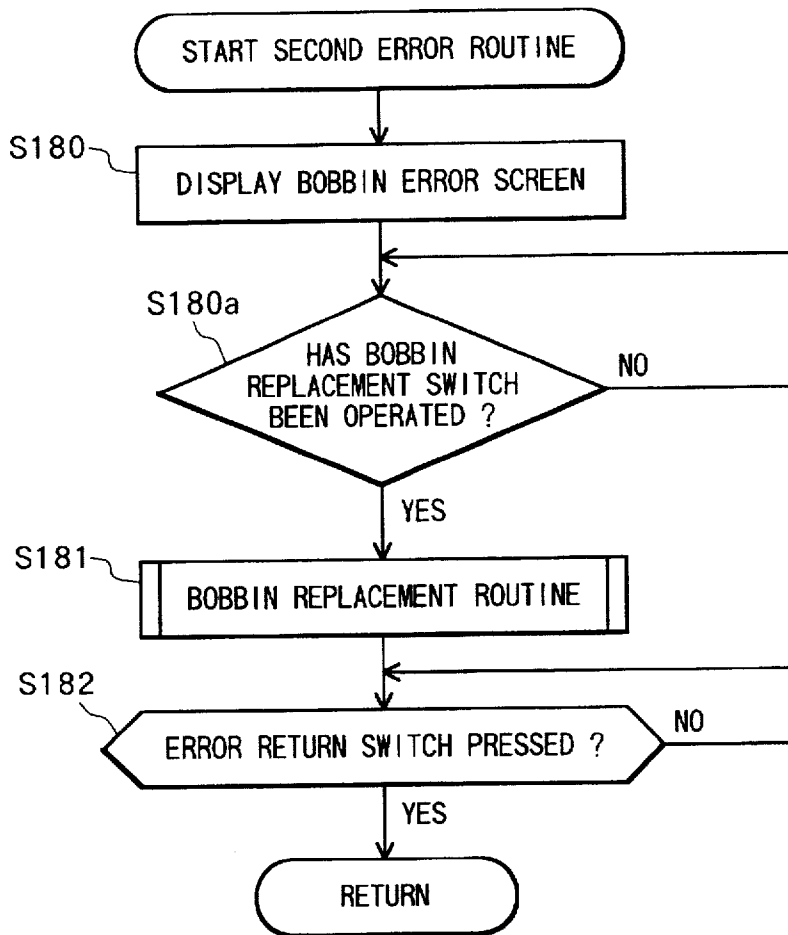 START SECOND ERROR ROUTINE
S180
DISPLAY BOBBIN ERROR SCREEN
S180a
HAS BOBBIN
REPLACEMENT SWITCH
BEEN OPERATED ?
NO
YES
S181
BOBBIN REPLACEMENT ROUTINE
S182
ERROR RETURN SWITCH PRESSED ?
NO
YES
RETURN